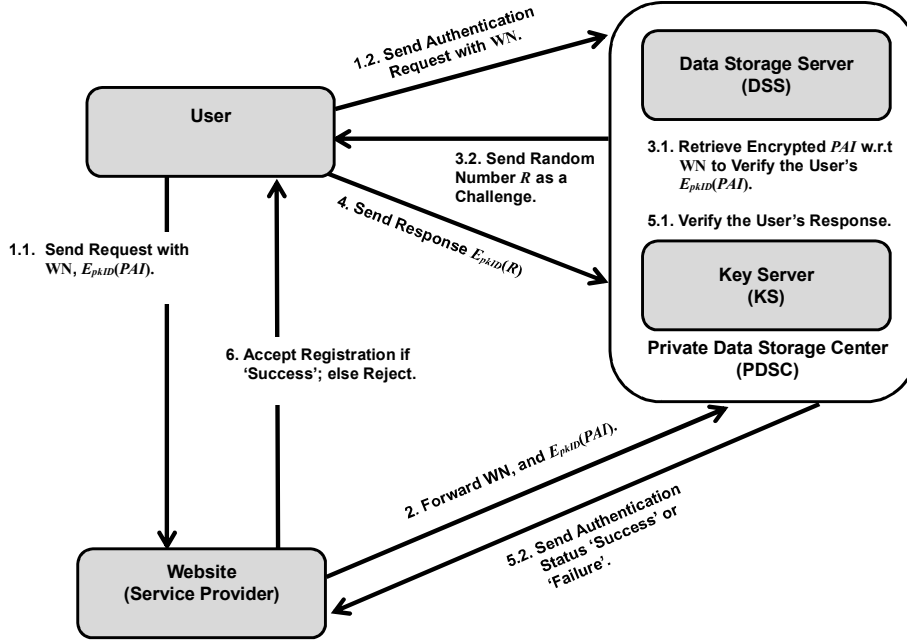 1.2. Send Authentication
Request with WN.
Data Storage Server
(DSS)
User
3.1. Retrieve Encrypted PAI w.r.t
WN to Verify the User's
E_pkID(PAI).
3.2. Send Random
Number R as a
Challenge.
4. Send Response E_pkID(R)
5.1. Verify the User's Response.
1.1. Send Request with
WN, E_pkID(PAI).
Key Server
(KS)
Private Data Storage Center
(PDSC)
6. Accept Registration if
‘Success’; else Reject.
2. Forward WN, and E_pkID(PAI).
5.2. Send Authentication
Status ‘Success’ or
‘Failure’.
Website
(Service Provider)